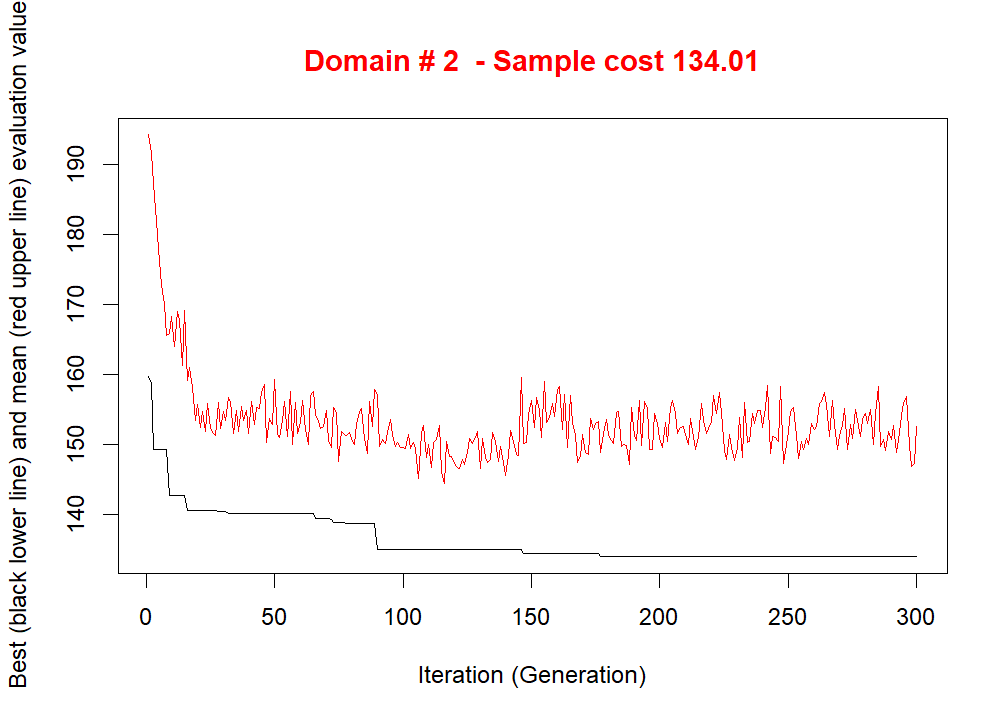 Domain # 2  - Sample cost 134.01
Best (black lower line) and mean (red upper line) evaluation value
190
180
170
160
150
140
0 50 100 150 200 250 300
Iteration (Generation)